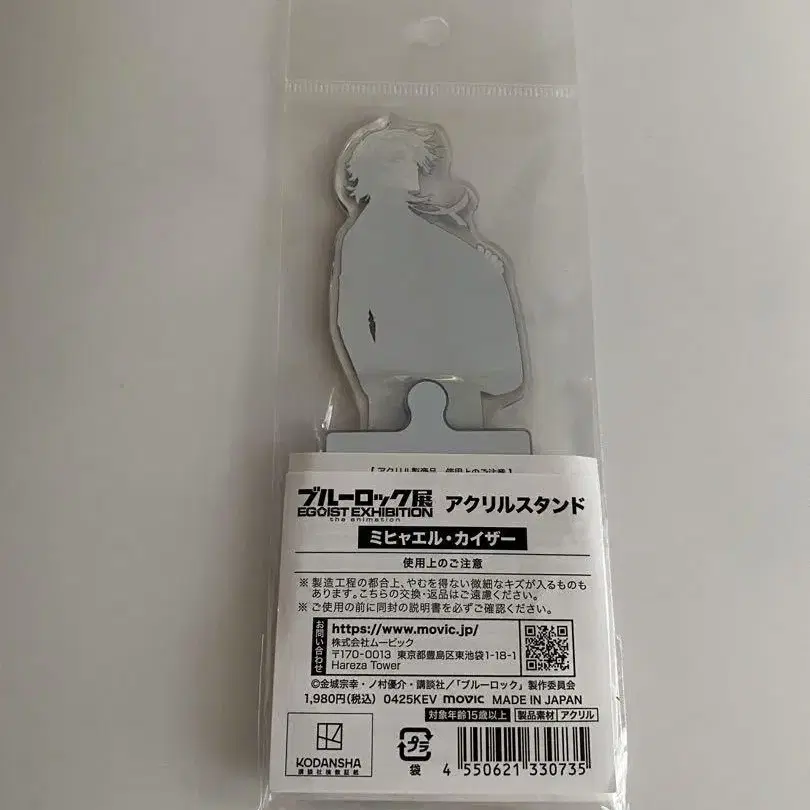 【アクリル製商品　使用上のご注意】
ブルーロック展
EGOIST EXHIBITION
the animation
アクリルスタンド
ミヒャエル・カイザー
使用上のご注意
※ 製造工程の都合上、やむを得ない微細なキズが入るものも
あります。こちらの交換・返品はご遠慮ください。
※ ご使用の前に同封の説明書を必ずご確認ください。
お問い合わせ
https://www.movic.jp/
株式会社ムービック
〒170-0013 東京都豊島区東池袋1-18-1
Hareza Tower
©金城宗幸・ノ村優介・講談社／「ブルーロック」製作委員会
1,980円(税込) 0425KEV movic MADE IN JAPAN
対象年齢15歳以上 製品素材 アクリル
KODANSHA
講談社検査証紙
プラ
袋
4 550621 330735